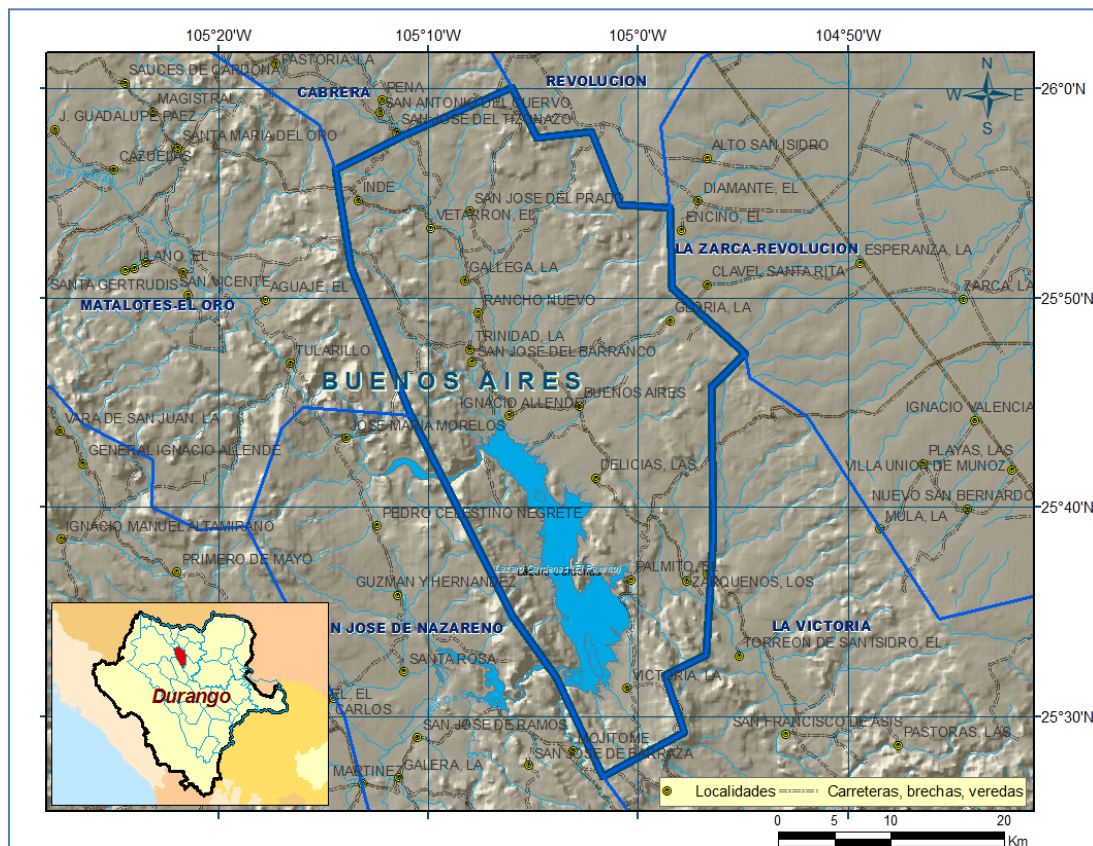 105°20'W 105°10'W 105°0'W 104°50'W
PASTORIA, LA
SAUCES DE CARDONA
CABRERA
REVOLUCION
N
W E
S
26°0'N
PENA
MAGISTRAL
SAN ANTONIO DEL CUERVO
J. GUADALUPE PAEZ
SAN JOSE DEL TIZONAZO
SANTA MARIA DEL ORO
ALTO SAN ISIDRO
CAZUELAS
INDE
DIAMANTE, EL
SAN JOSE DEL PRADO
VETARRON, EL
ENCINO, EL
LA ZARCA-REVOLUCION
ESPERANZA, LA
LLANO, EL
GALLEGA, LA
CLAVEL SANTA RITA
SANTA GERTRUDIS
SAN VICENTE
AGUAJE, EL
ZARCA, LA
MATALOTES-EL ORO
RANCHO NUEVO
GLORIA, LA
25°50'N
TRINIDAD, LA
SAN JOSE DEL BARRANCO
TULARILLO
BUENOS AIRES
BUENOS AIRES
IGNACIO ALLENDE
IGNACIO VALENCIA
VARA DE SAN JUAN, LA
JOSE MARIA MORELOS
GENERAL IGNACIO ALLENDE
PLAYAS, LAS
DELICIAS, LAS
VILLA UNION DE MUNOZ
NUEVO SAN BERNARDO
25°40'N
PEDRO CELESTINO NEGRETE
MULA, LA
IGNACIO MANUEL ALTAMIRANO
PRIMERO DE MAYO
Lázaro Cárdenas (El Palmito)
PALMITO, EL
GUZMAN Y HERNANDEZ
ZARQUENOS, LOS
N JOSE DE NAZARENO
LA VICTORIA
TORREON DE SAN ISIDRO, EL
SANTA ROSA
VICTORIA, LA
EL, EL
CARLOS
SAN JOSE DE RAMOS
SAN FRANCISCO DE ASIS
25°30'N
MOJITOME
PASTORAS, LAS
SAN JOSE DE BARRAZA
MARTINEZ
GALERA, LA
Durango
Localidades Carreteras, brechas, veredas
0 5 10 20
Km